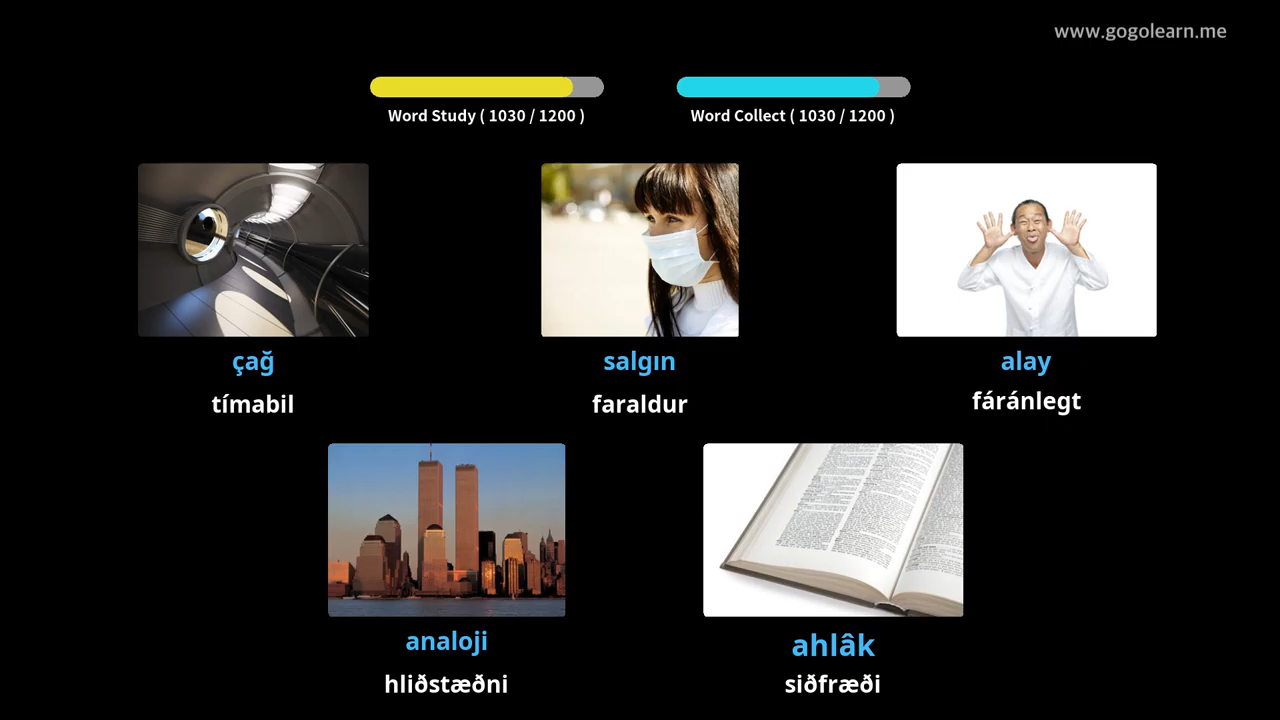 www.gogolearn.me
Word Study ( 1030 / 1200 )
Word Collect ( 1030 / 1200 )
çağ
salgın
alay
tímabil
faraldur
fáránlegt
analoji
ahlâk
hliðstæðni
siðfræði